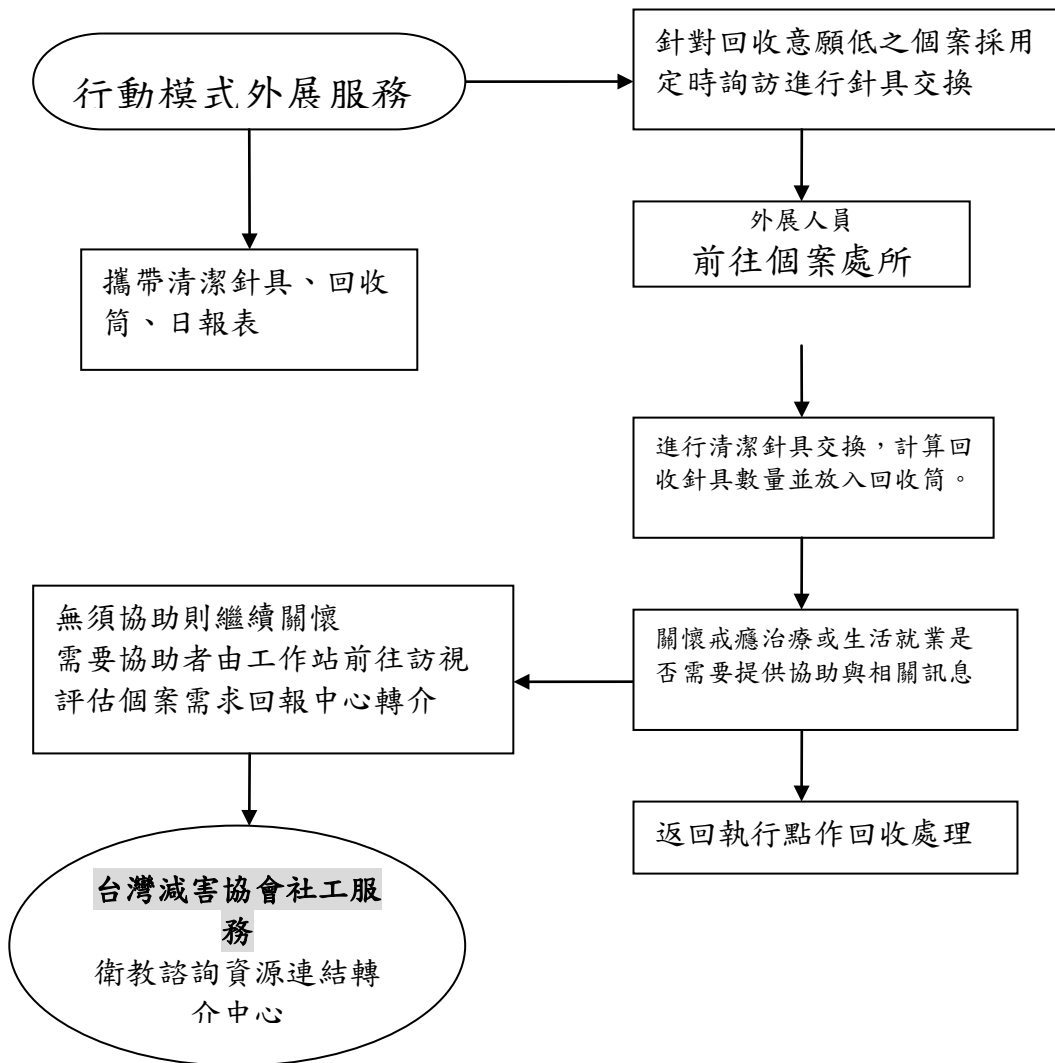 行動模式外展服務
針對回收意願低之個案採用
定時詢訪進行針具交換
外展人員
前往個案處所
攜帶清潔針具、回收
筒、日報表
進行清潔針具交換，計算回
收針具數量並放入回收筒。
無須協助則繼續關懷
需要協助者由工作站前往訪視
評估個案需求回報中心轉介
關懷戒癮治療或生活就業是
否需要提供協助與相關訊息
返回執行點作回收處理
台灣減害協會社工服
務
衛教諮詢資源連結轉
介中心